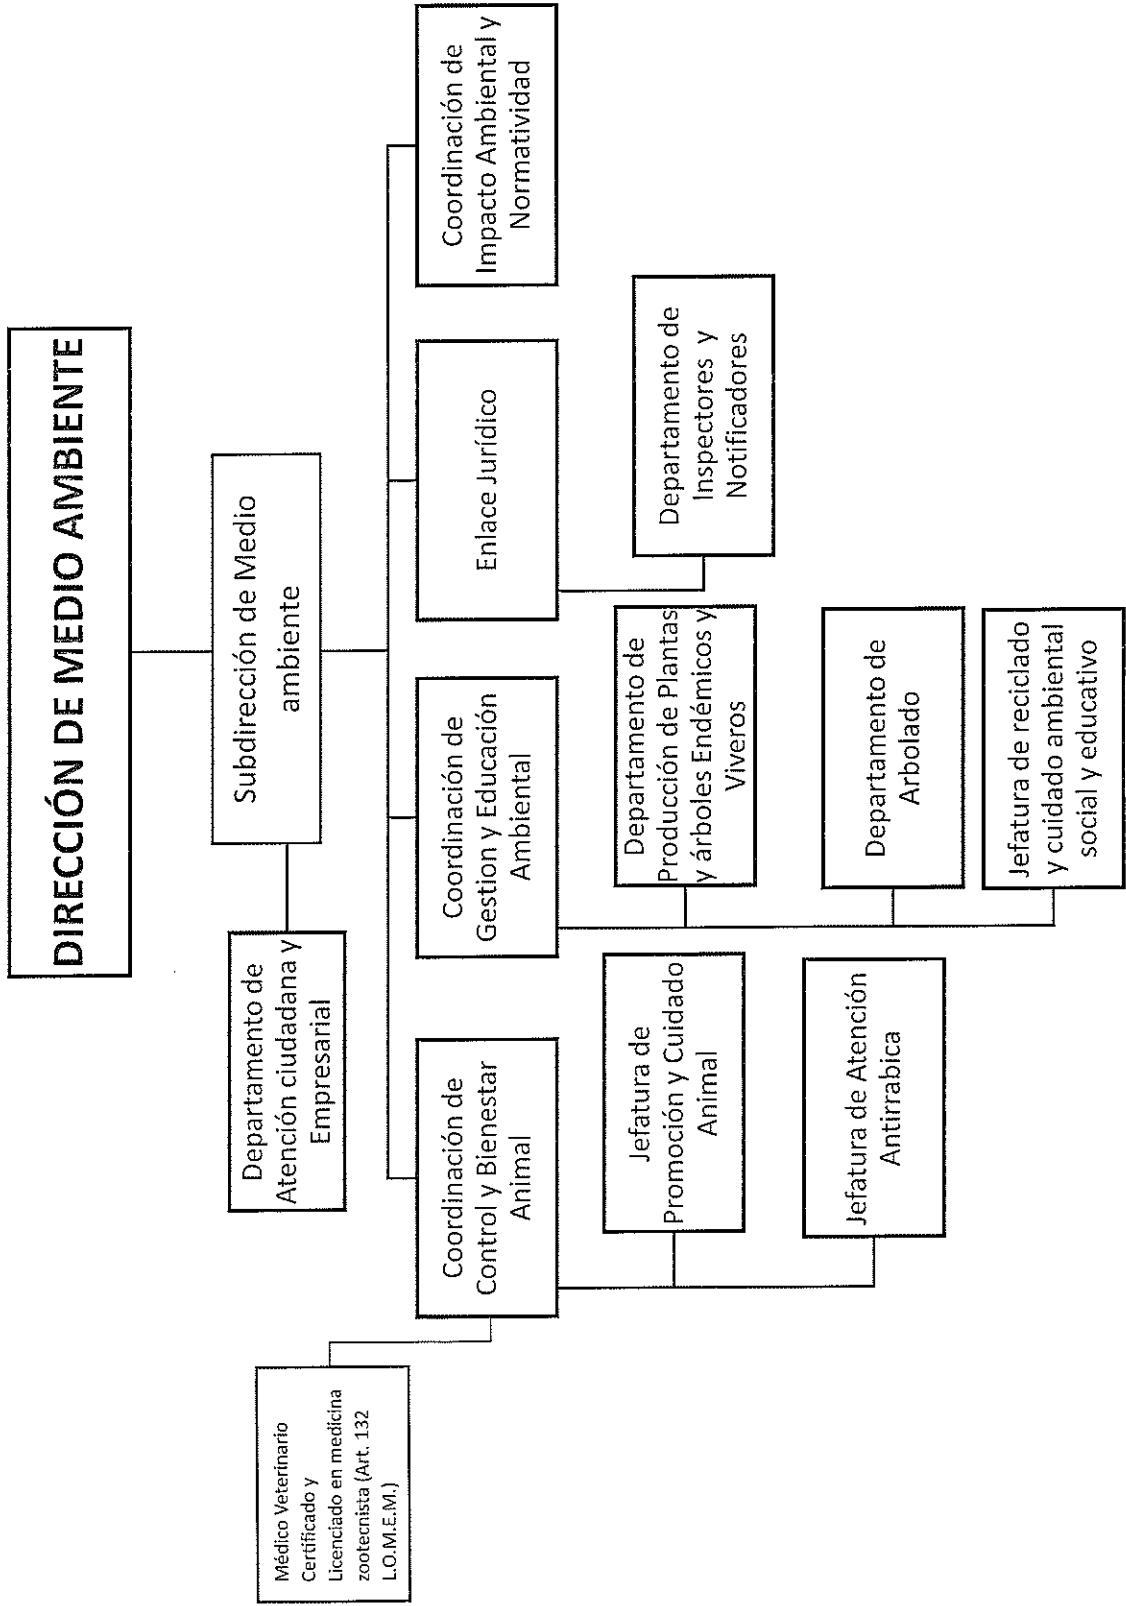 DIRECCIÓN DE MEDIO AMBIENTE
Subdirección de Medio
ambiente
Departamento de
Atención ciudadana y
Empresarial
Médico Veterinario
Certificado y
Licenciado en medicina
zootecnista (Art. 132
L.O.M.E.M.)
Coordinación de
Control y Bienestar
Animal
Coordinación de
Gestion y Educación
Ambiental
Enlace Jurídico
Coordinación de
Impacto Ambiental y
Normatividad
Jefatura de
Promoción y Cuidado
Animal
Jefatura de Atención
Antirrabica
Departamento de
Producción de Plantas
y árboles Endémicos y
Viveros
Departamento de
Arbolado
Jefatura de reciclado
y cuidado ambiental
social y educativo
Departamento de
Inspectores y
Notificadores